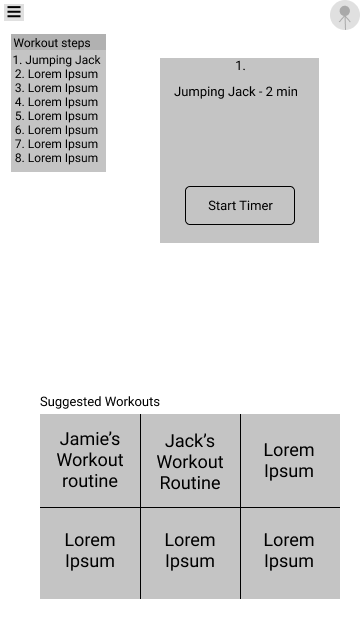 Workout steps
1. Jumping Jack
2. Lorem Ipsum
3. Lorem Ipsum
4. Lorem Ipsum
5. Lorem Ipsum
6. Lorem Ipsum
7. Lorem Ipsum
8. Lorem Ipsum
1.
Jumping Jack - 2 min
Start Timer
Suggested Workouts
Jamie’s
Workout
routine
Jack’s
Workout
Routine
Lorem
Ipsum
Lorem
Ipsum
Lorem
Ipsum
Lorem
Ipsum